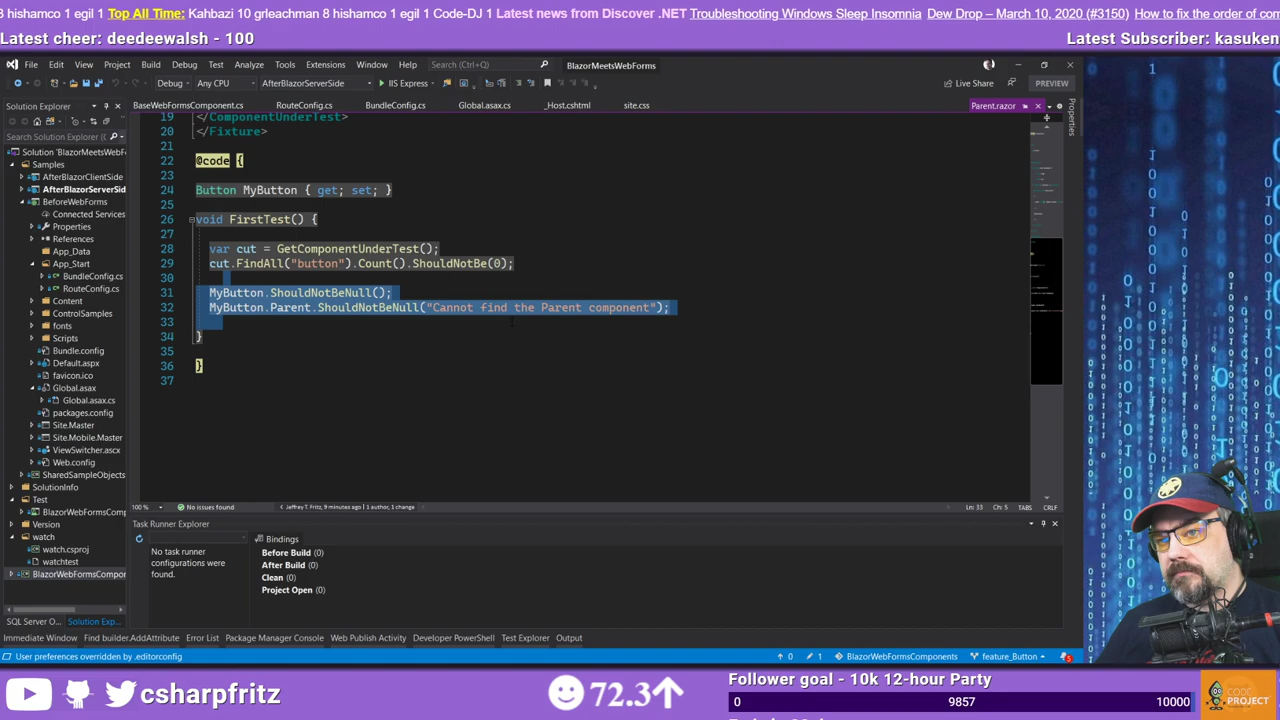 8 hishamco 1 egil 1 Top All Time: Kahbazi 10 grleachman 8 hishamco 1 egil 1 Code-DJ 1 Latest news from Discover .NET Troubleshooting Windows Sleep Insomnia Dew Drop – March 10, 2020 (#3150) How to fix the order of con
Latest cheer: deedeewalsh - 100
Latest Subscriber: kasuken
File Edit View Project Build Debug Test Analyze Tools Extensions Window Help Search (Ctrl+Q) BlazorMeetsWebForms
Debug Any CPU AfterBlazorServerSide IIS Express Live Share PREVIEW
Solution Explorer
BaseWebFormsComponent.cs RouteConfig.cs BundleConfig.cs Global.asax.cs _Host.cshtml site.css Parent.razor
Properties
Search Solution Explorer (Ctrl+;)
Solution 'BlazorMeetsWebF
Samples
AfterBlazorClientSide
AfterBlazorServerSid
BeforeWebForms
Connected Services
Properties
References
App_Data
App_Start
BundleConfig.cs
RouteConfig.cs
Content
ControlSamples
fonts
Scripts
Bundle.config
Default.aspx
favicon.ico
Global.asax
Global.asax.cs
packages.config
Site.Master
Site.Mobile.Master
ViewSwitcher.ascx
Web.config
SharedSampleObjects
SolutionInfo
Test
BlazorWebFormsComp
Version
watch
watch.csproj
watchtest
BlazorWebFormsCompor
SQL Server O... Solution Exp...
19 </ComponentUnderTest>
20 </Fixture>
21
22 @code {
23
24 Button MyButton { get; set; }
25
26 void FirstTest() {
27
28 var cut = GetComponentUnderTest();
29 cut.FindAll("button").Count().ShouldNotBe(0);
30
31 MyButton.ShouldNotBeNull();
32 MyButton.Parent.ShouldNotBeNull("Cannot find the Parent component");
33
34 }
35
36 }
37
100 % No issues found Jeffrey T. Fritz, 9 minutes ago | 1 author, 1 change Ln: 33 Ch: 5 TABS CRLF
Task Runner Explorer
No task runner configurations were found.
Bindings
Before Build (0)
After Build (0)
Clean (0)
Project Open (0)
Immediate Window Find builder.AddAttribute Error List Package Manager Console Web Publish Activity Developer PowerShell Test Explorer Output
User preferences overridden by .editorconfig 0 1 BlazorWebFormsComponents feature_Button 5
csharpfritz
72.3
Follower goal - 10k 12-hour Party
0 9857 10000
CODE PROJECT